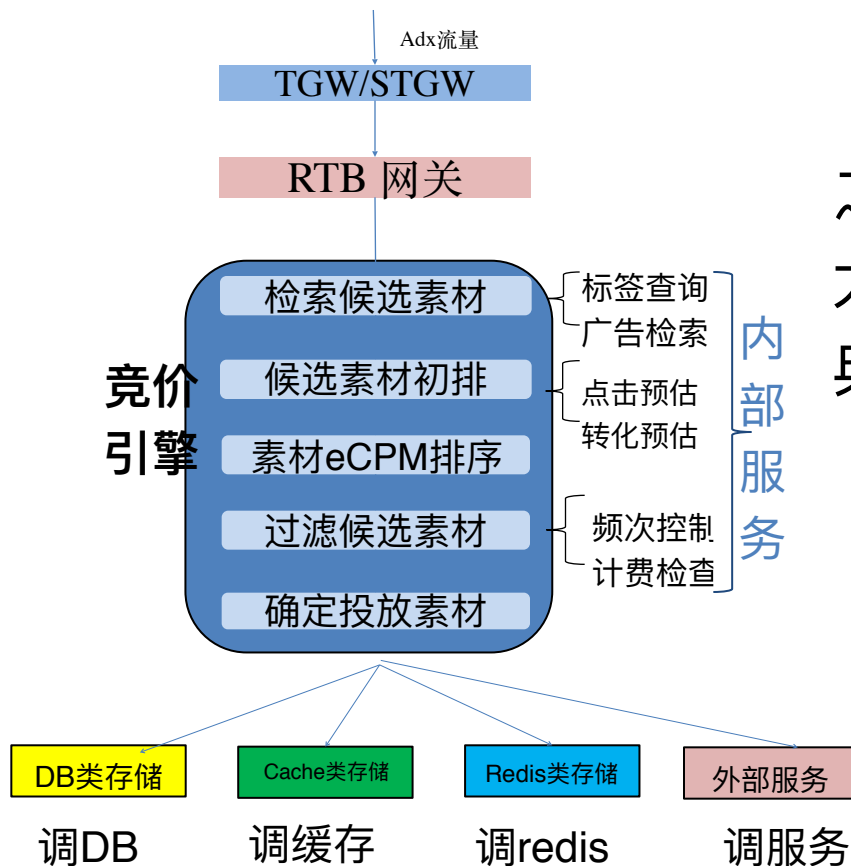 Adx流量
TGW/STGW
RTB 网关
竞价
引擎
检索候选素材
候选素材初排
素材eCPM排序
过滤候选素材
确定投放素材
标签查询
广告检索
点击预估
转化预估
频次控制
计费检查
内
部
服
务
DB类存储
Cache类存储
Redis类存储
外部服务
调DB
调缓存
调redis
调服务